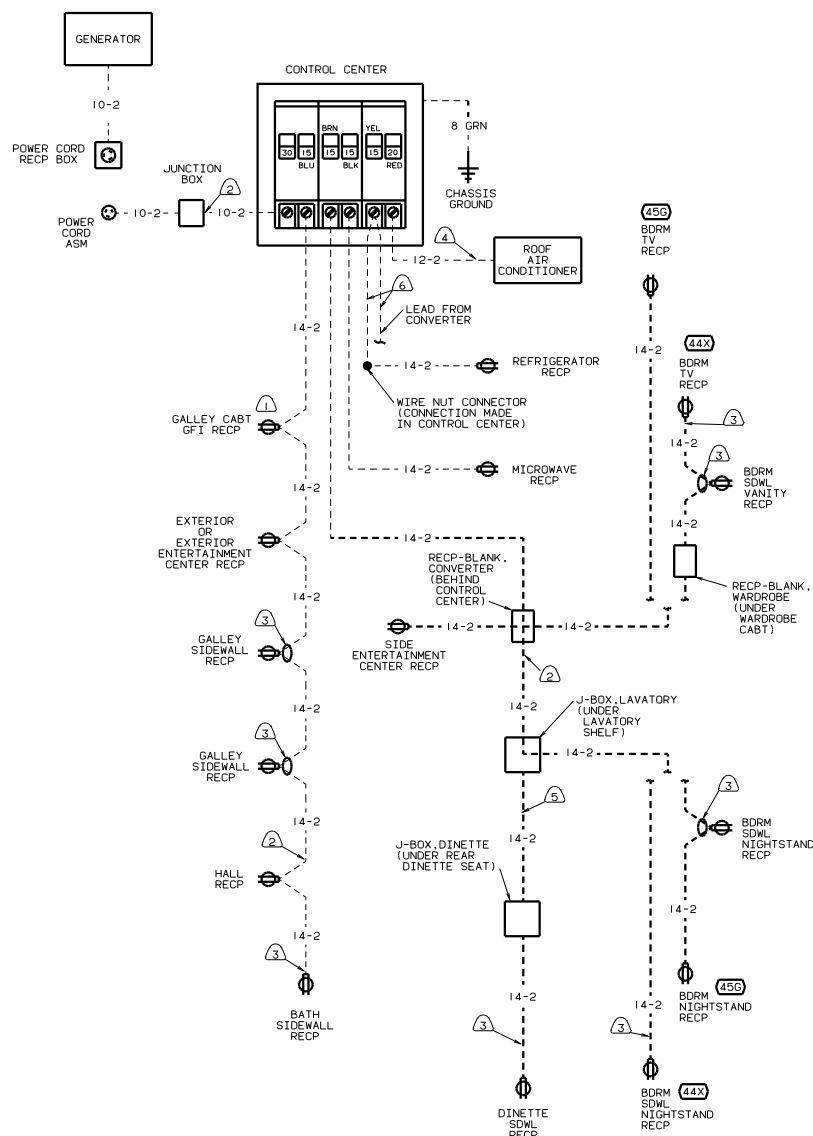 GENERATOR
10-2
POWER CORD
RECP BOX
JUNCTION
BOX
2
POWER
CORD
ASM
10-2
10-2
CONTROL CENTER
BRN
YEL
30
15
15
15
15
20
BLU
BLK
RED
8 GRN
CHASSIS
GROUND
4
12-2
ROOF
AIR
CONDITIONER
6
LEAD FROM
CONVERTER
14-2
14-2
REFRIGERATOR
RECP
WIRE NUT CONNECTOR
(CONNECTION MADE
IN CONTROL CENTER)
1
GALLEY CABT
GFI RECP
14-2
MICROWAVE
RECP
14-2
EXTERIOR
OR
EXTERIOR
ENTERTAINMENT
CENTER RECP
14-2
14-2
3
GALLEY
SIDEWALL
RECP
14-2
3
GALLEY
SIDEWALL
RECP
14-2
2
HALL
RECP
14-2
3
BATH
SIDEWALL
RECP
RECP-BLANK,
CONVERTER
(BEHIND
CONTROL
CENTER)
14-2
14-2
SIDE
ENTERTAINMENT
CENTER RECP
2
14-2
J-BOX,LAVATORY
(UNDER
LAVATORY
SHELF)
14-2
5
14-2
J-BOX,DINETTE
(UNDER REAR
DINETTE SEAT)
14-2
3
DINETTE
SDWL
RECP
45G
BDRM
TV
RECP
14-2
44X
BDRM
TV
RECP
3
14-2
3
BDRM
SDWL
VANITY
RECP
14-2
RECP-BLANK,
WARDROBE
(UNDER
WARDROBE
CABT)
3
BDRM
SDWL
NIGHTSTAND
RECP
14-2
45G
BDRM
NIGHTSTAND
RECP
14-2
3
BDRM
SDWL
NIGHTSTAND
RECP
44X